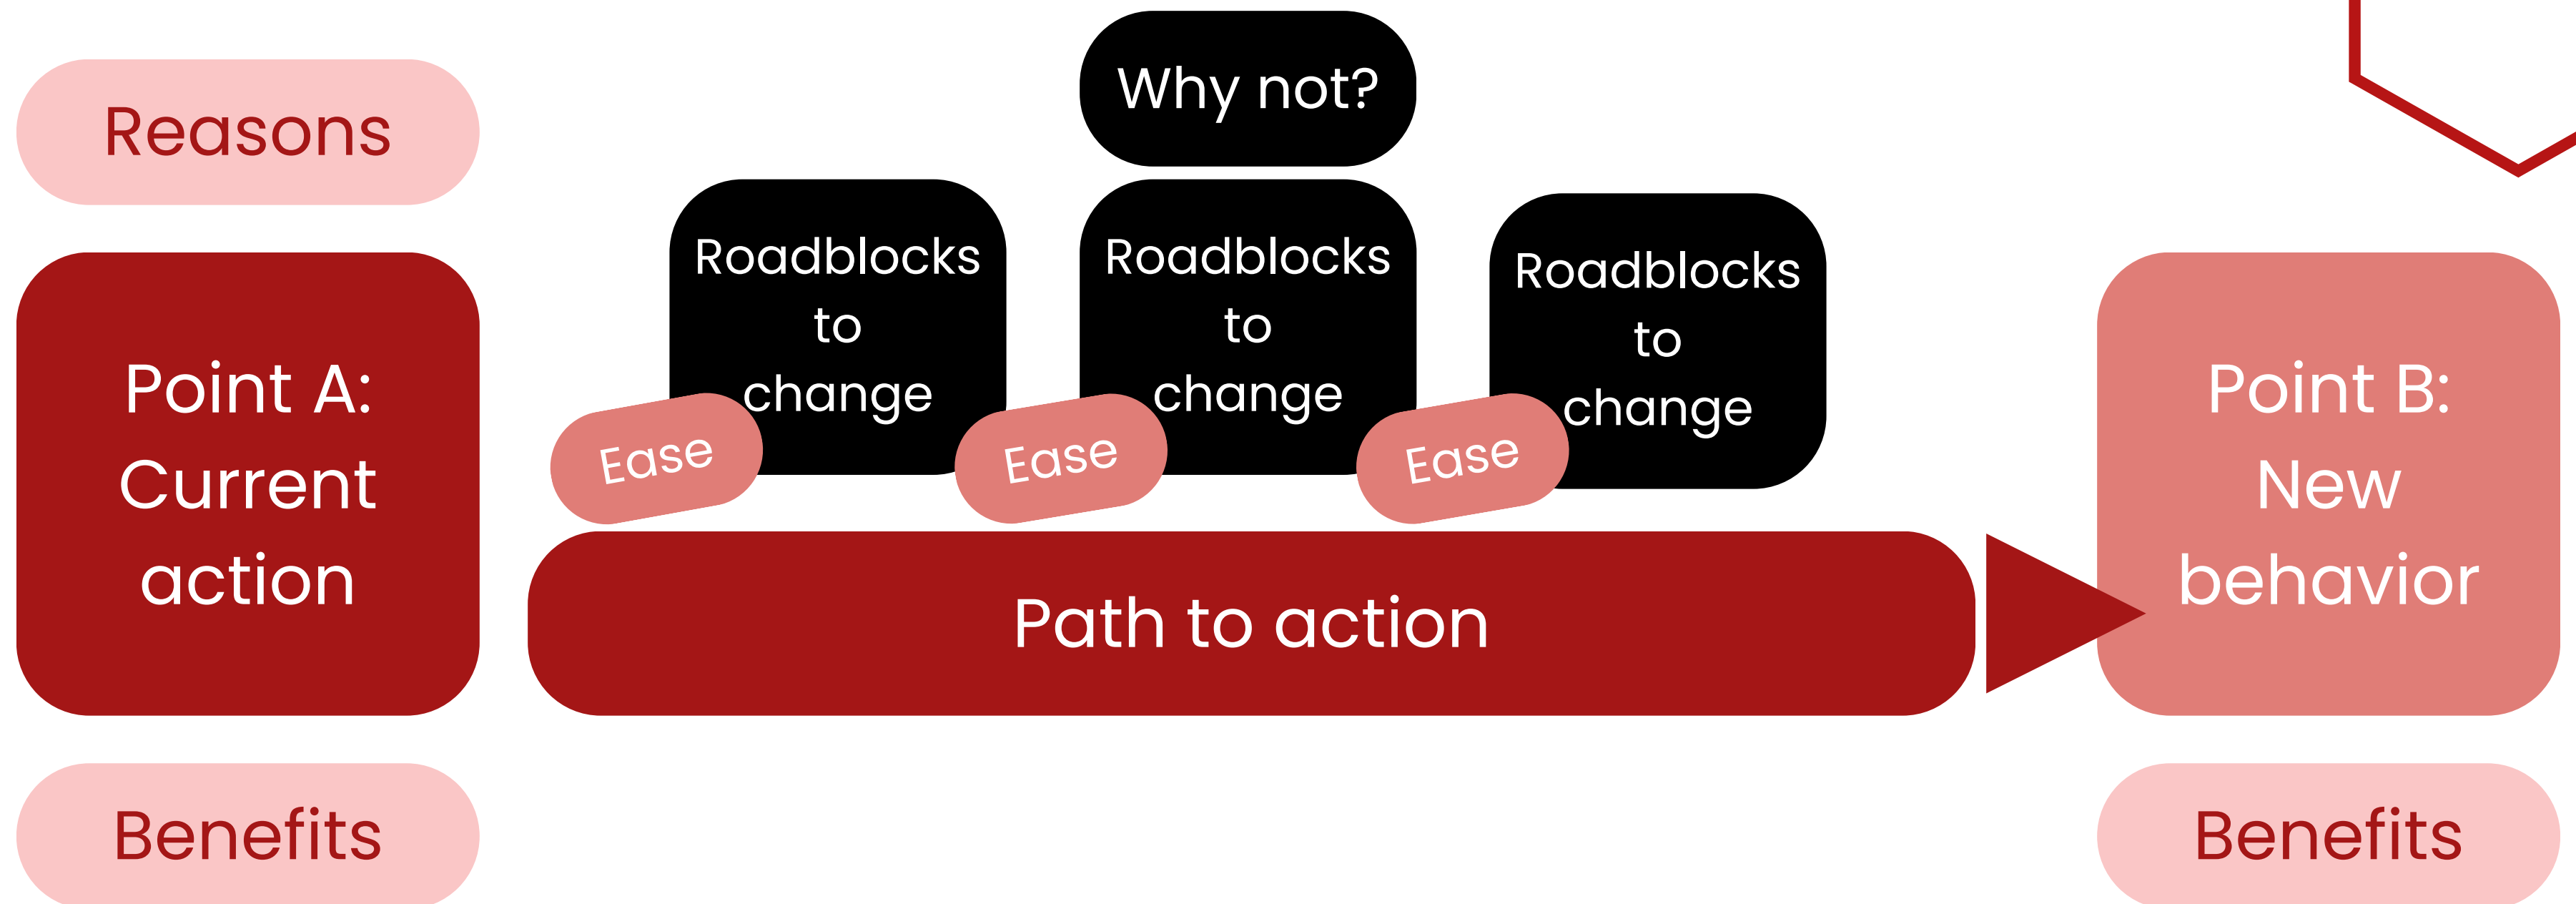 Reasons
Point A:
Current
action
Benefits
Why not?
Roadblocks
to
change
Ease
Roadblocks
to
change
Ease
Roadblocks
to
change
Ease
Path to action
Point B:
New
behavior
Benefits